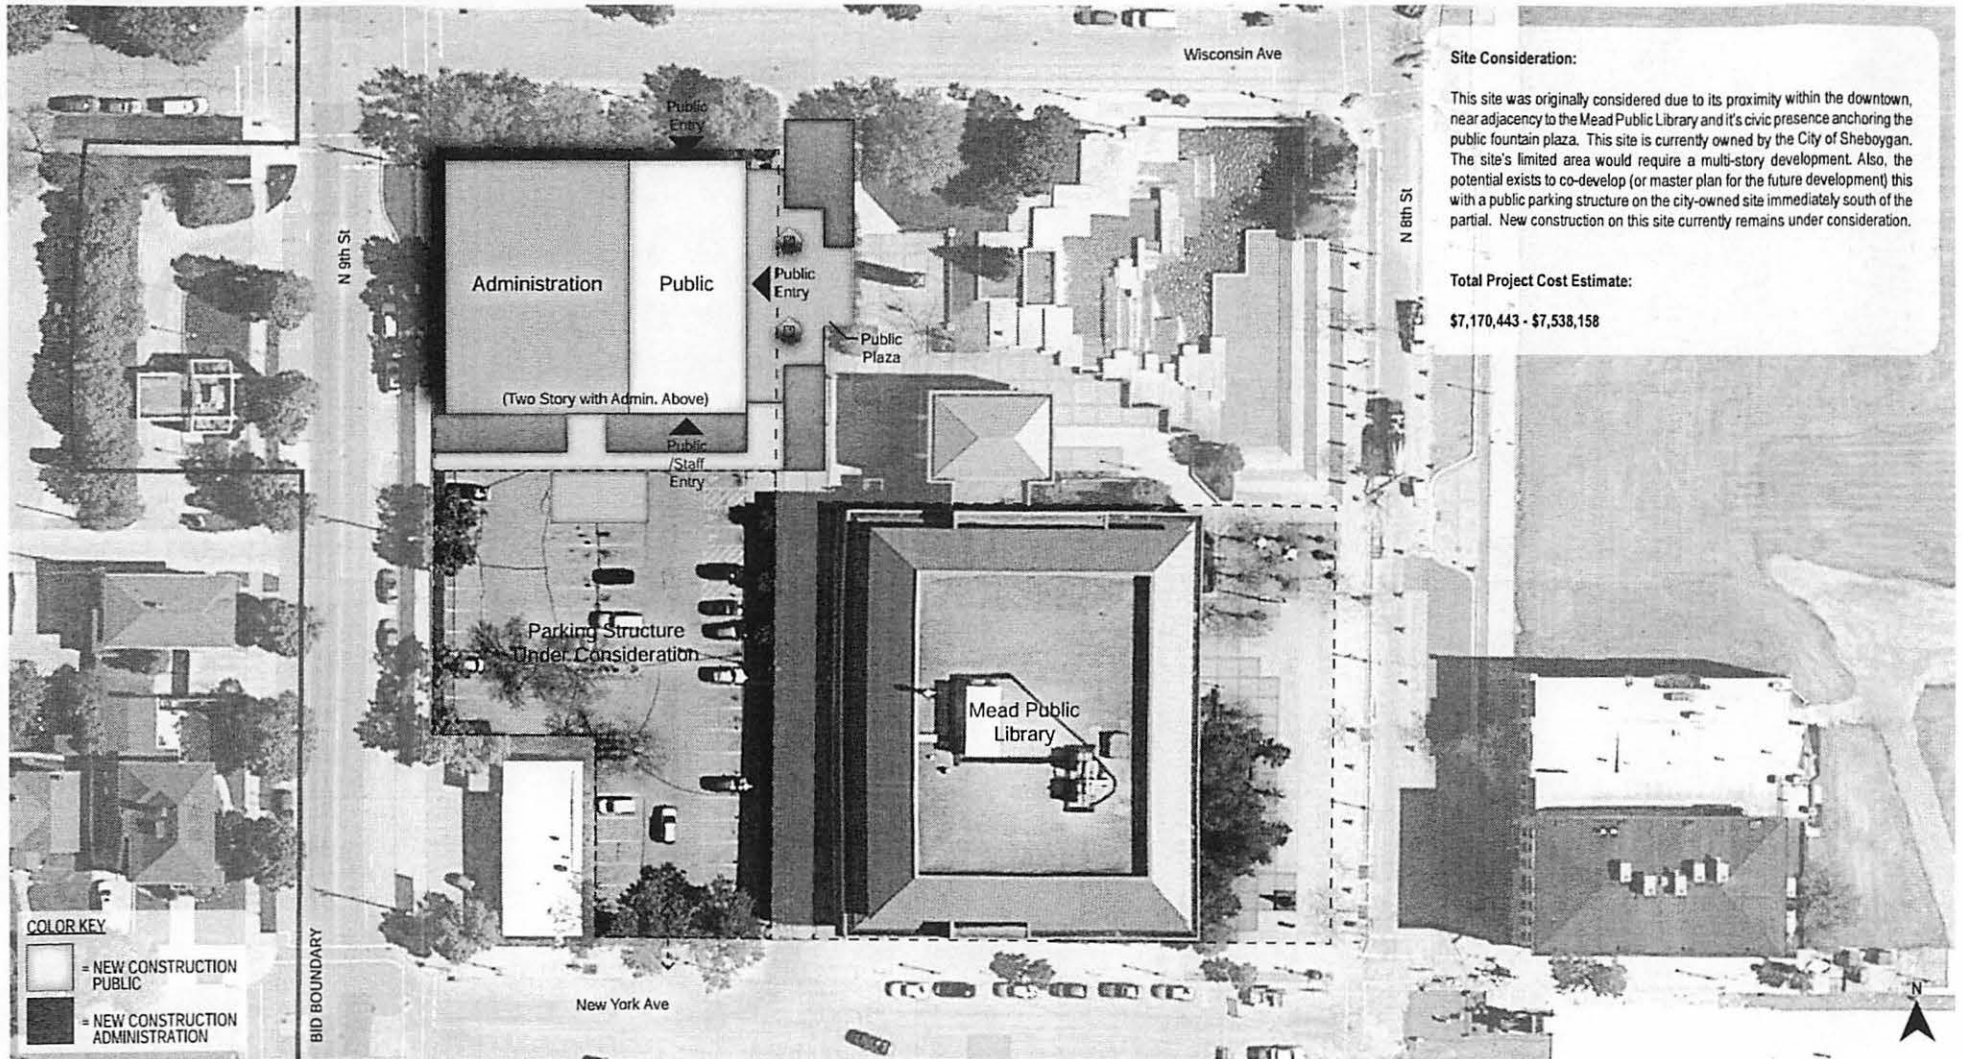 Wisconsin Ave
Site Consideration:
This site was originally considered due to its proximity within the downtown,
near adjacency to the Mead Public Library and it's civic presence anchoring the
public fountain plaza. This site is currently owned by the City of Sheboygan.
The site's limited area would require a multi-story development. Also, the
potential exists to co-develop (or master plan for the future development) this
with a public parking structure on the city-owned site immediately south of the
partial. New construction on this site currently remains under consideration.
Total Project Cost Estimate:
$7,170,443 - $7,538,158
Public
Entry
N 9th St
N 8th St
Administration
Public
Public
Entry
Public
Plaza
(Two Story with Admin. Above)
Public
/Staff
Entry
Parking Structure
Under Consideration
Mead Public
Library
COLOR KEY
= NEW CONSTRUCTION
PUBLIC
= NEW CONSTRUCTION
ADMINISTRATION
BID BOUNDARY
New York Ave
N